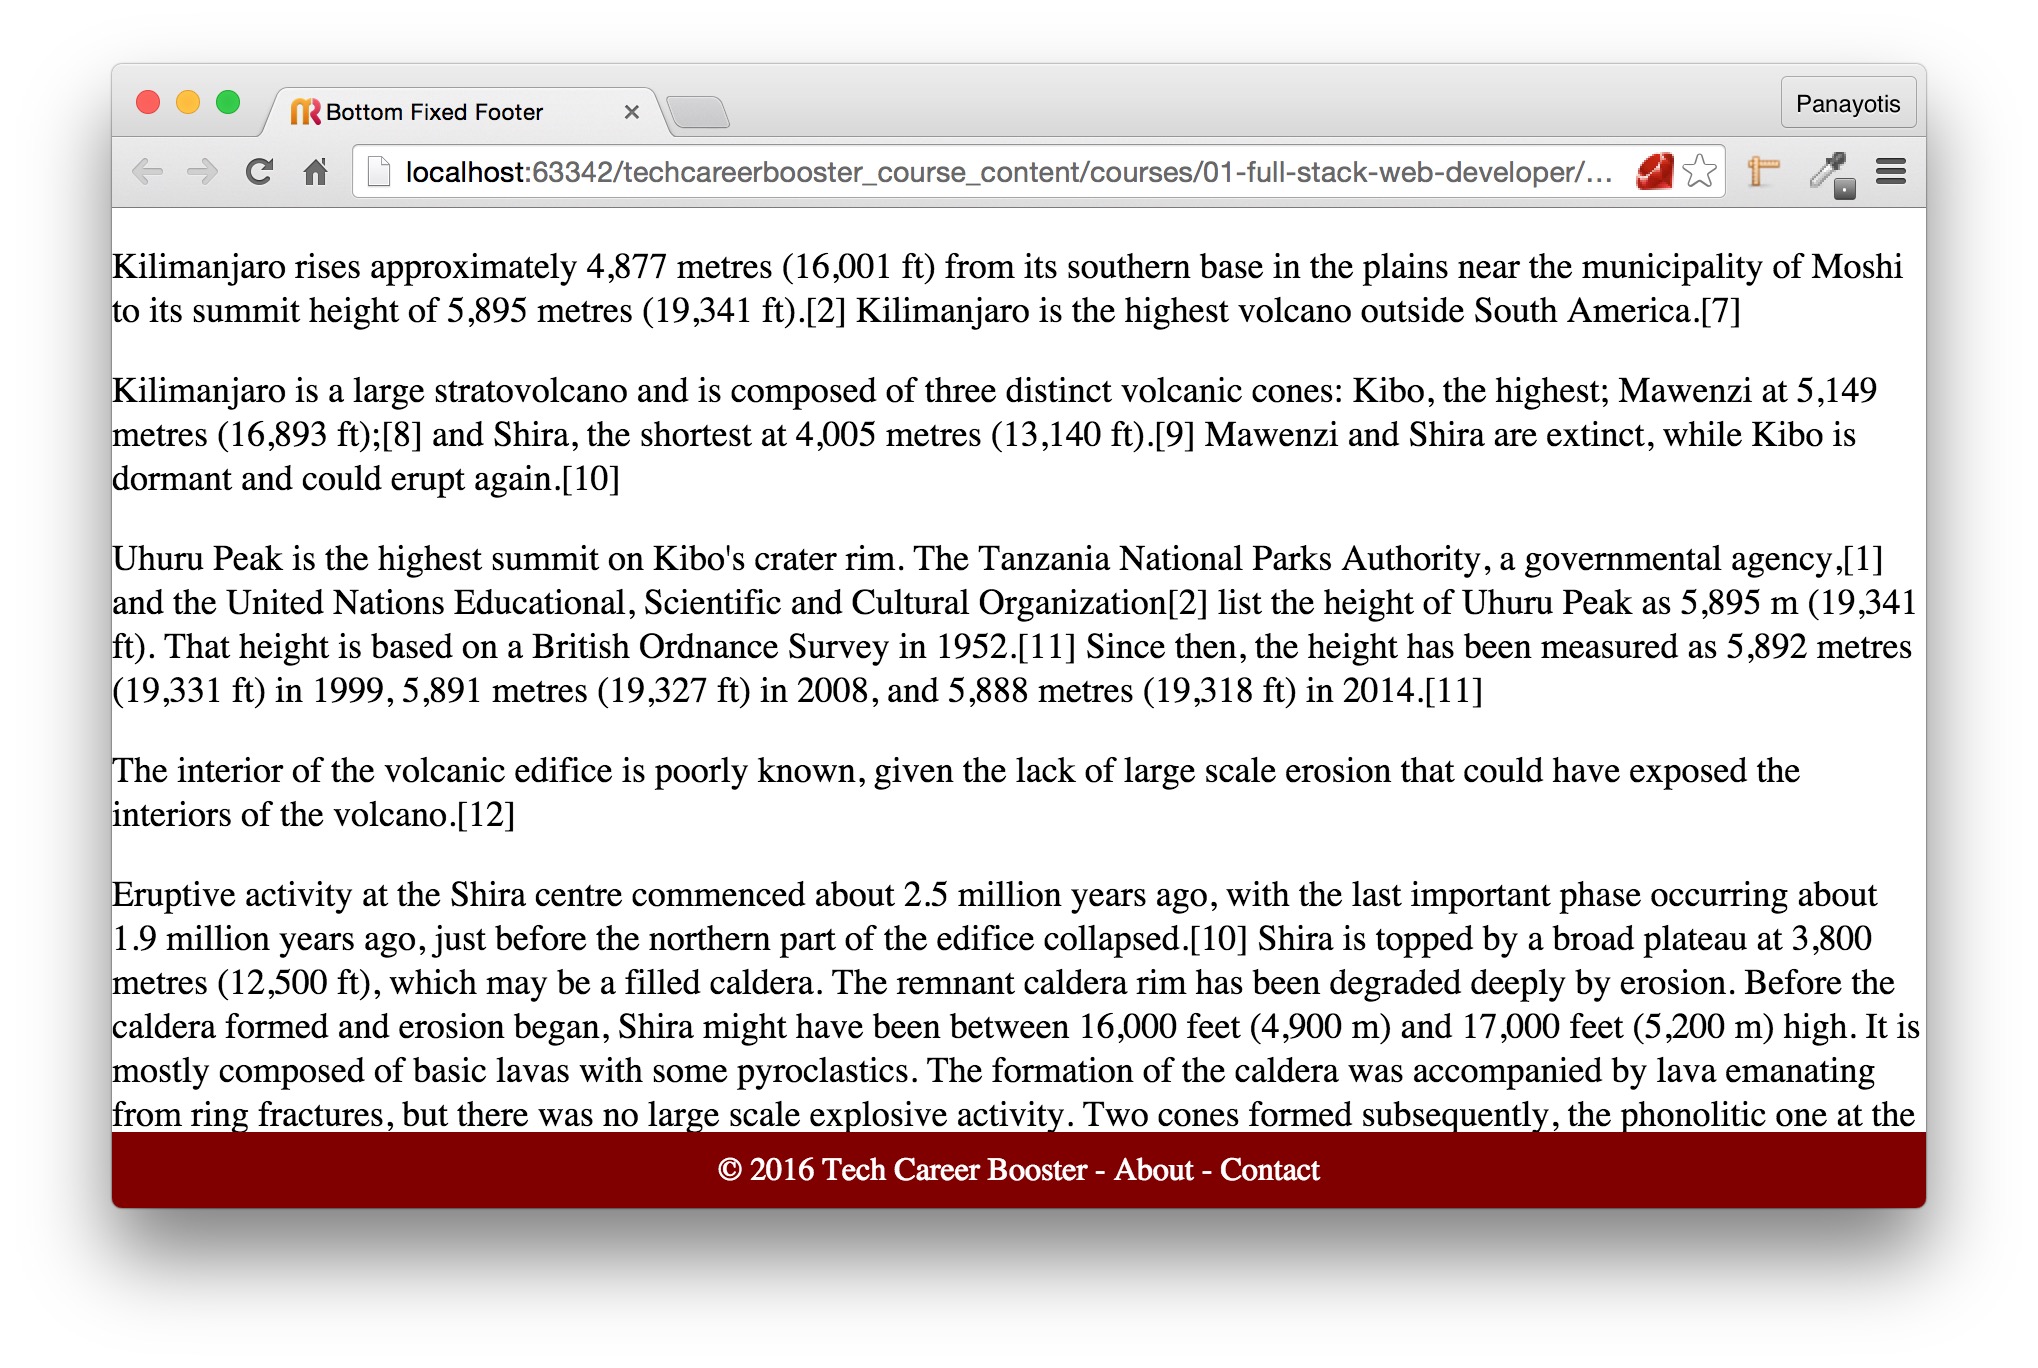 Bottom Fixed Footer
Panayotis
localhost:63342/techcareerbooster_course_content/courses/01-full-stack-web-developer/...
Kilimanjaro rises approximately 4,877 metres (16,001 ft) from its southern base in the plains near the municipality of Moshi
to its summit height of 5,895 metres (19,341 ft).[2] Kilimanjaro is the highest volcano outside South America.[7]
Kilimanjaro is a large stratovolcano and is composed of three distinct volcanic cones: Kibo, the highest; Mawenzi at 5,149
metres (16,893 ft);[8] and Shira, the shortest at 4,005 metres (13,140 ft).[9] Mawenzi and Shira are extinct, while Kibo is
dormant and could erupt again.[10]
Uhuru Peak is the highest summit on Kibo's crater rim. The Tanzania National Parks Authority, a governmental agency,[1]
and the United Nations Educational, Scientific and Cultural Organization[2] list the height of Uhuru Peak as 5,895 m (19,341
ft). That height is based on a British Ordnance Survey in 1952.[11] Since then, the height has been measured as 5,892 metres
(19,331 ft) in 1999, 5,891 metres (19,327 ft) in 2008, and 5,888 metres (19,318 ft) in 2014.[11]
The interior of the volcanic edifice is poorly known, given the lack of large scale erosion that could have exposed the
interiors of the volcano.[12]
Eruptive activity at the Shira centre commenced about 2.5 million years ago, with the last important phase occurring about
1.9 million years ago, just before the northern part of the edifice collapsed.[10] Shira is topped by a broad plateau at 3,800
metres (12,500 ft), which may be a filled caldera. The remnant caldera rim has been degraded deeply by erosion. Before the
caldera formed and erosion began, Shira might have been between 16,000 feet (4,900 m) and 17,000 feet (5,200 m) high. It is
mostly composed of basic lavas with some pyroclastics. The formation of the caldera was accompanied by lava emanating
from ring fractures, but there was no large scale explosive activity. Two cones formed subsequently, the phonolitic one at the
© 2016 Tech Career Booster - About - Contact